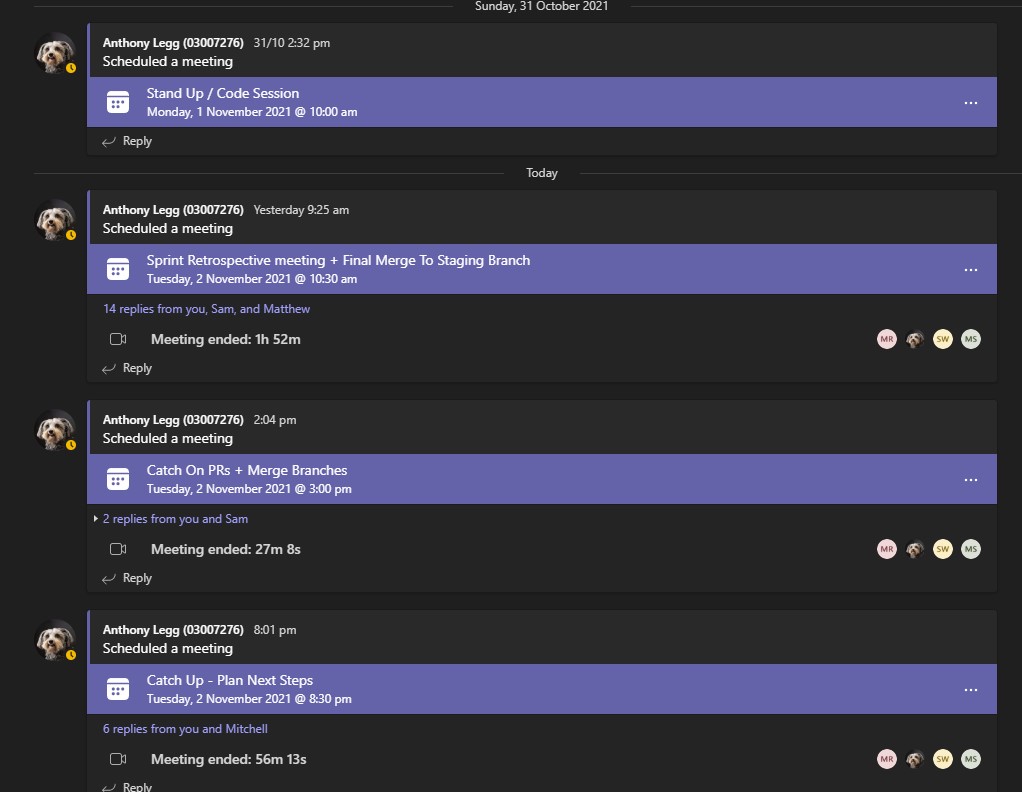 Sunday, 31 October 2021
Anthony Legg (03007276) 31/10 2:32 pm
Scheduled a meeting
Stand Up / Code Session
Monday, 1 November 2021 @ 10:00 am
Reply
Today
Anthony Legg (03007276) Yesterday 9:25 am
Scheduled a meeting
Sprint Retrospective meeting + Final Merge To Staging Branch
Tuesday, 2 November 2021 @ 10:30 am
14 replies from you, Sam, and Matthew
Meeting ended: 1h 52m MR SW MS
Reply
Anthony Legg (03007276) 2:04 pm
Scheduled a meeting
Catch On PRs + Merge Branches
Tuesday, 2 November 2021 @ 3:00 pm
2 replies from you and Sam
Meeting ended: 27m 8s MR SW MS
Reply
Anthony Legg (03007276) 8:01 pm
Scheduled a meeting
Catch Up - Plan Next Steps
Tuesday, 2 November 2021 @ 8:30 pm
6 replies from you and Mitchell
Meeting ended: 56m 13s MR SW MS
Reply